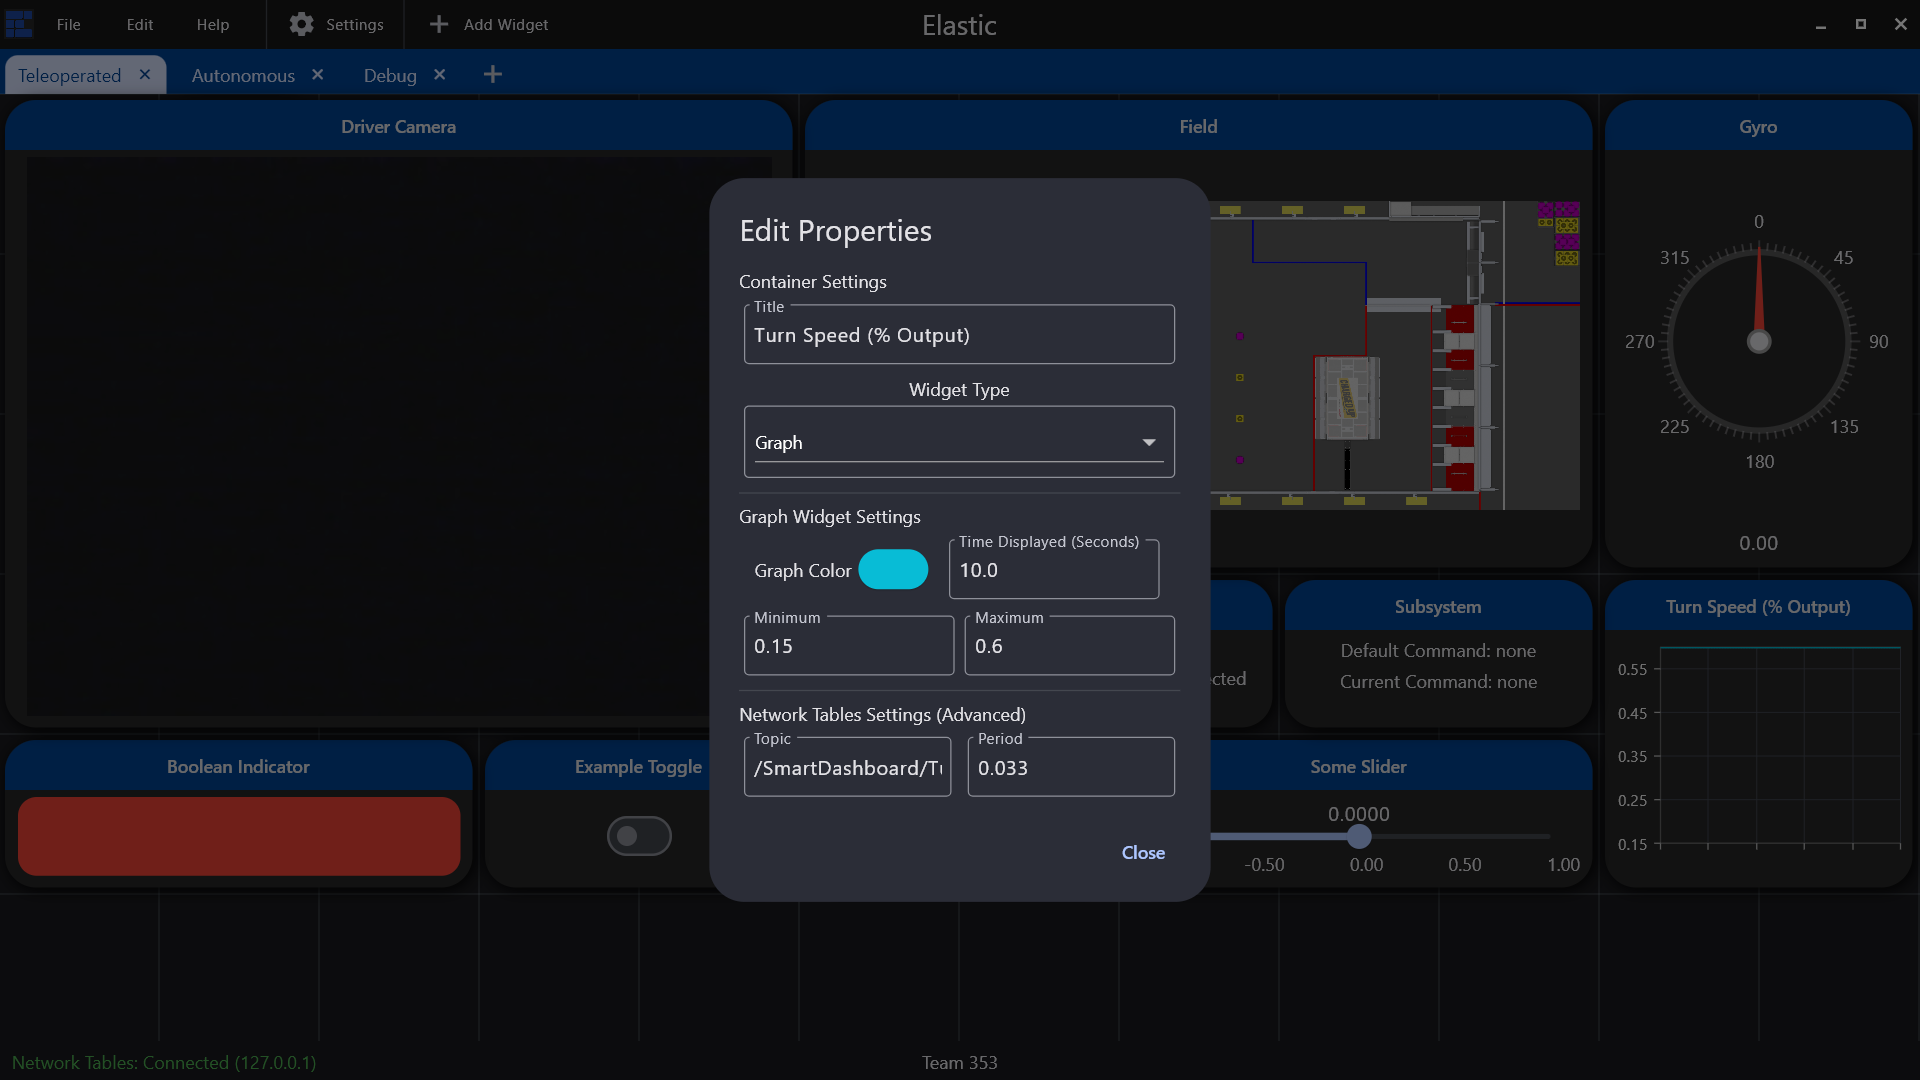 File Edit Help Settings Add Widget Elastic
Teleoperated Autonomous Debug
Driver Camera Field Gyro
Edit Properties
Container Settings
Title
Turn Speed (% Output)
Widget Type
Graph
Graph Widget Settings
Graph Color
Time Displayed (Seconds)
10.0
Minimum
0.15
Maximum
0.6
Network Tables Settings (Advanced)
Topic
/SmartDashboard/Tu
Period
0.033
Close
0
45
90
135
180
225
270
315
0.00
cted
Subsystem
Default Command: none
Current Command: none
Turn Speed (% Output)
0.55
0.45
0.35
0.25
0.15
Boolean Indicator
Example Toggle
Some Slider
0.0000
-0.50 0.00 0.50 1.00
Network Tables: Connected (127.0.0.1)
Team 353